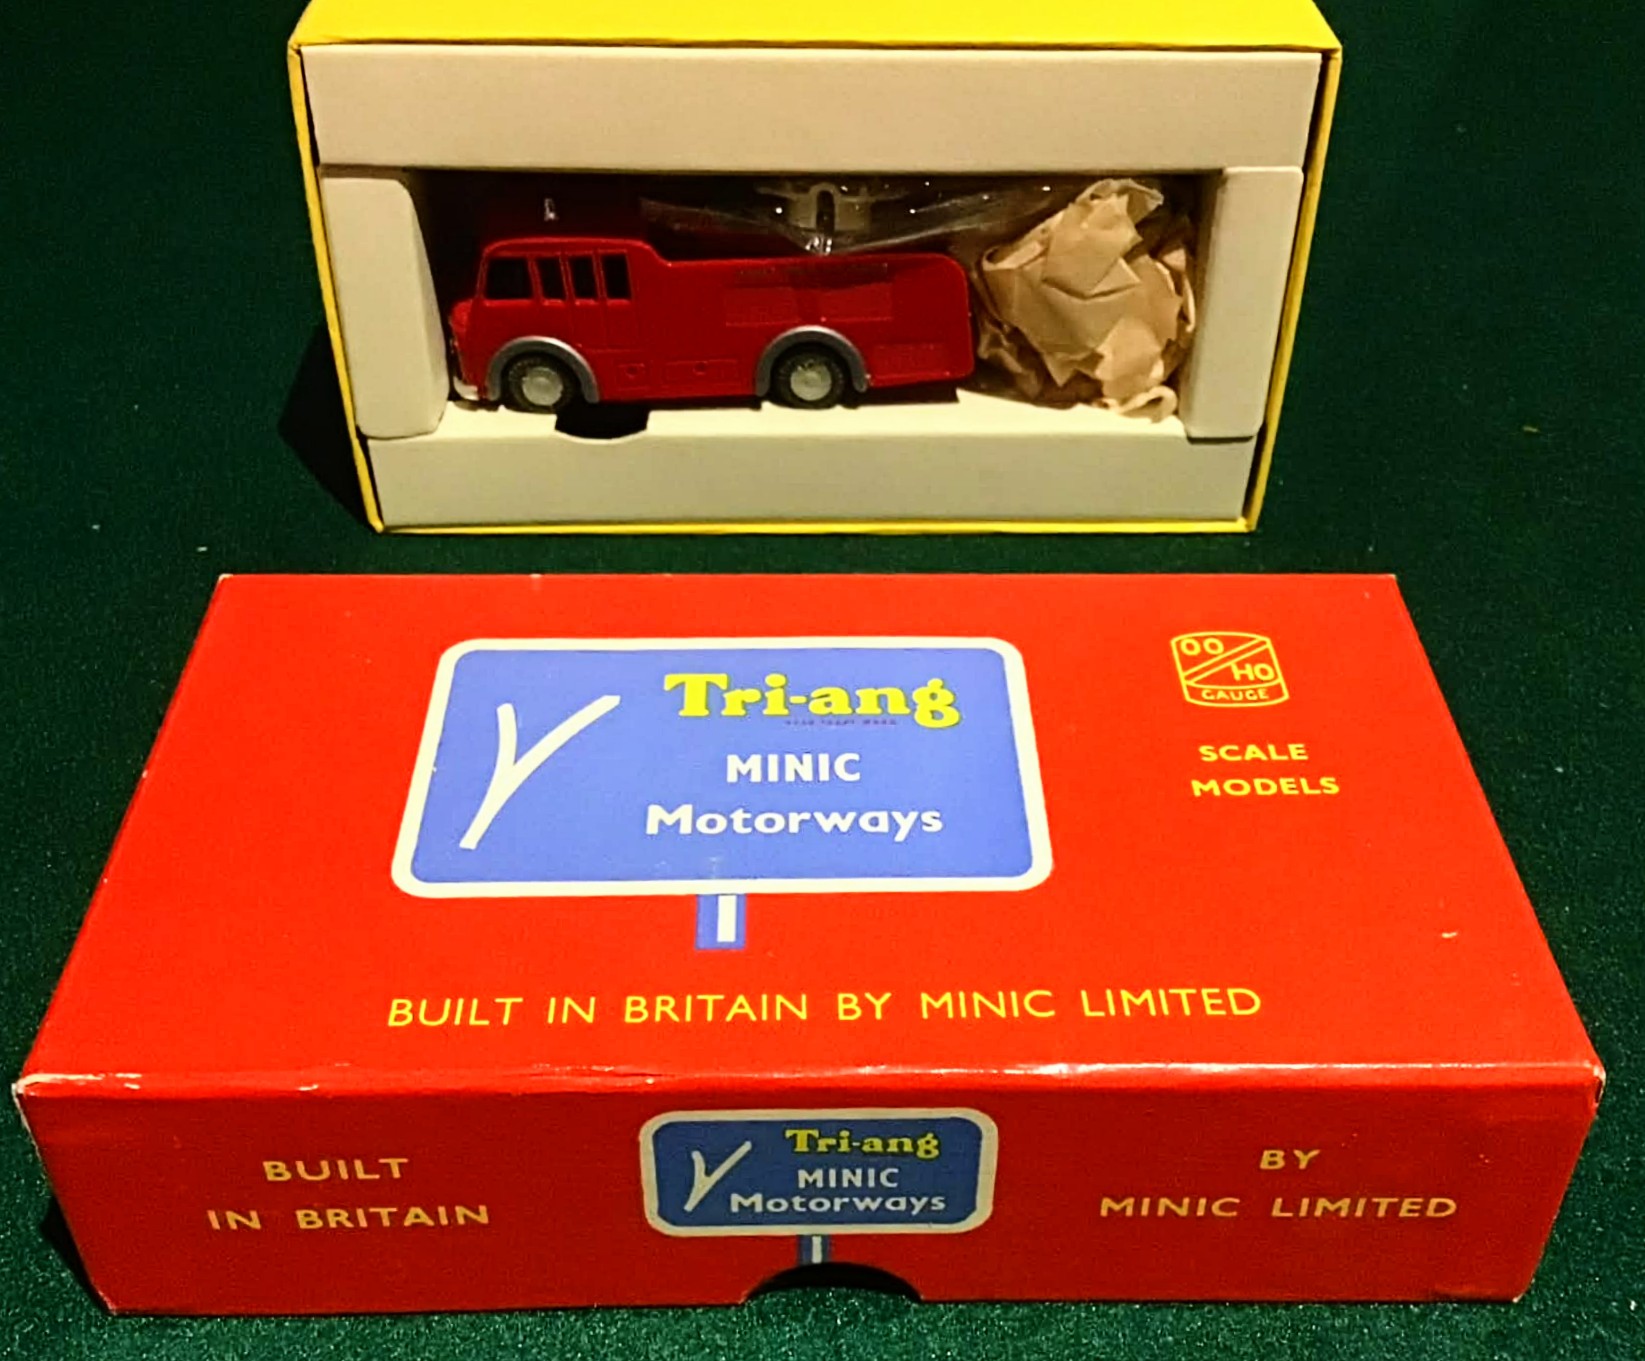 Tri-ang
MINIC
Motorways
OO
HO
GAUGE
SCALE
MODELS
BUILT IN BRITAIN BY MINIC LIMITED
BUILT
IN BRITAIN
Tri-ang
MINIC
Motorways
BY
MINIC LIMITED